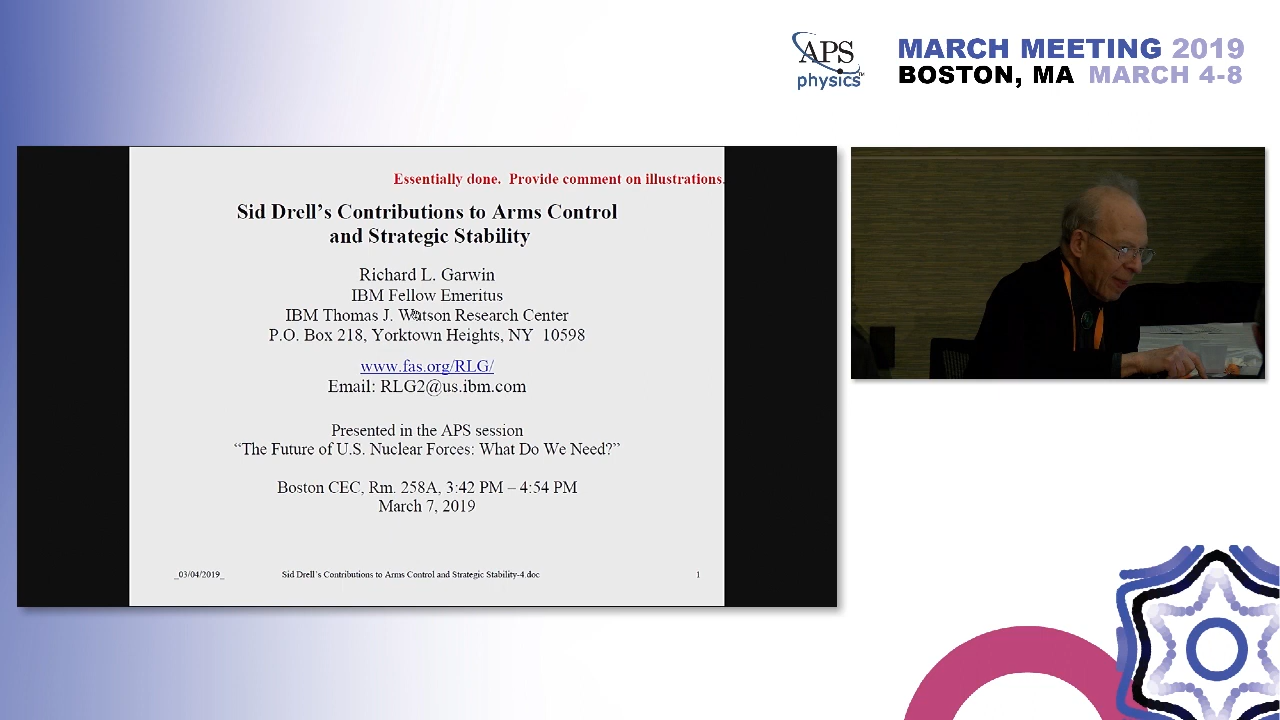 APS
physics™
MARCH MEETING 2019
BOSTON, MA MARCH 4-8
Essentially done. Provide comment on illustrations.
Sid Drell’s Contributions to Arms Control
and Strategic Stability
Richard L. Garwin
IBM Fellow Emeritus
IBM Thomas J. Watson Research Center
P.O. Box 218, Yorktown Heights, NY 10598
www.fas.org/RLG/
Email: RLG2@us.ibm.com
Presented in the APS session
“The Future of U.S. Nuclear Forces: What Do We Need?”
Boston CEC, Rm. 258A, 3:42 PM – 4:54 PM
March 7, 2019
_03/04/2019_ Sid Drell’s Contributions to Arms Control and Strategic Stability-4.doc 1